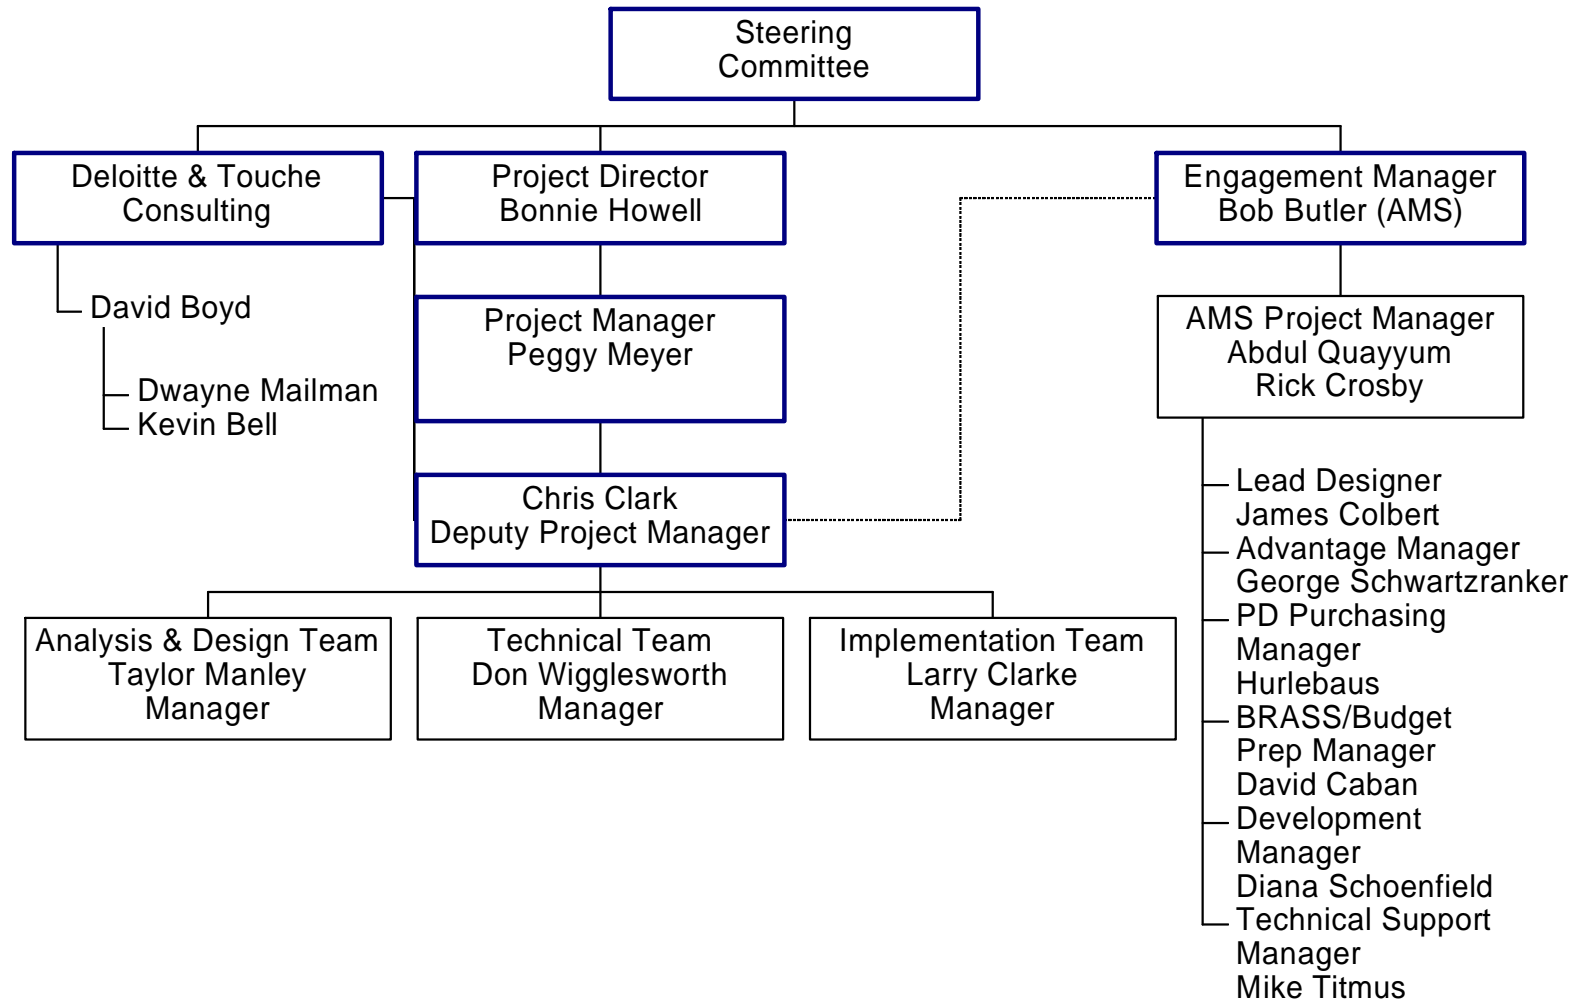 Steering
Committee
Deloitte & Touche
Consulting
Project Director
Bonnie Howell
Engagement Manager
Bob Butler (AMS)
David Boyd
Dwayne Mailman
Kevin Bell
Project Manager
Peggy Meyer
AMS Project Manager
Abdul Quayyum
Rick Crosby
Chris Clark
Deputy Project Manager
Analysis & Design Team
Taylor Manley
Manager
Technical Team
Don Wigglesworth
Manager
Implementation Team
Larry Clarke
Manager
Lead Designer
James Colbert
Advantage Manager
George Schwartzranker
PD Purchasing
Manager
Hurlebaus
BRASS/Budget
Prep Manager
David Caban
Development
Manager
Diana Schoenfield
Technical Support
Manager
Mike Titmus